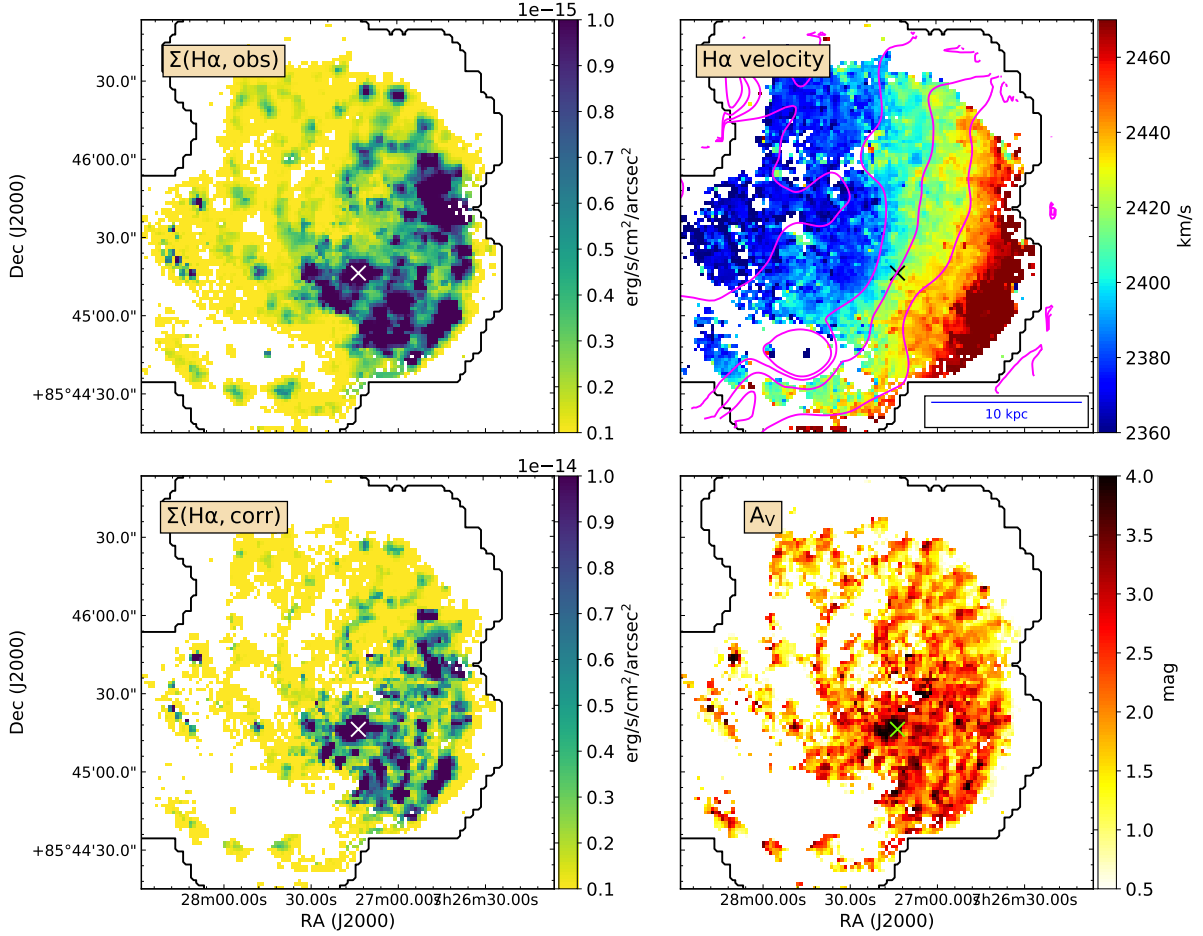 1e−15
Σ(Hα, obs)
Hα velocity
1.0
0.9
0.8
0.7
0.6
0.5
0.4
0.3
0.2
0.1
erg/s/cm²/arcsec²
2460
2440
2420
2400
2380
2360
km/s
30.0"
46'00.0"
30.0"
45'00.0"
+85°44'30.0"
Dec (J2000)
10 kpc
1e−14
Σ(Hα, corr)
A_V
1.0
0.9
0.8
0.7
0.6
0.5
0.4
0.3
0.2
0.1
erg/s/cm²/arcsec²
4.0
3.5
3.0
2.5
2.0
1.5
1.0
0.5
mag
30.0"
46'00.0"
30.0"
45'00.0"
+85°44'30.0"
Dec (J2000)
28m00.00s 30.00s 27m00.00s 7h26m30.00s
RA (J2000)
28m00.00s 30.00s 27m00.00s 7h26m30.00s
RA (J2000)